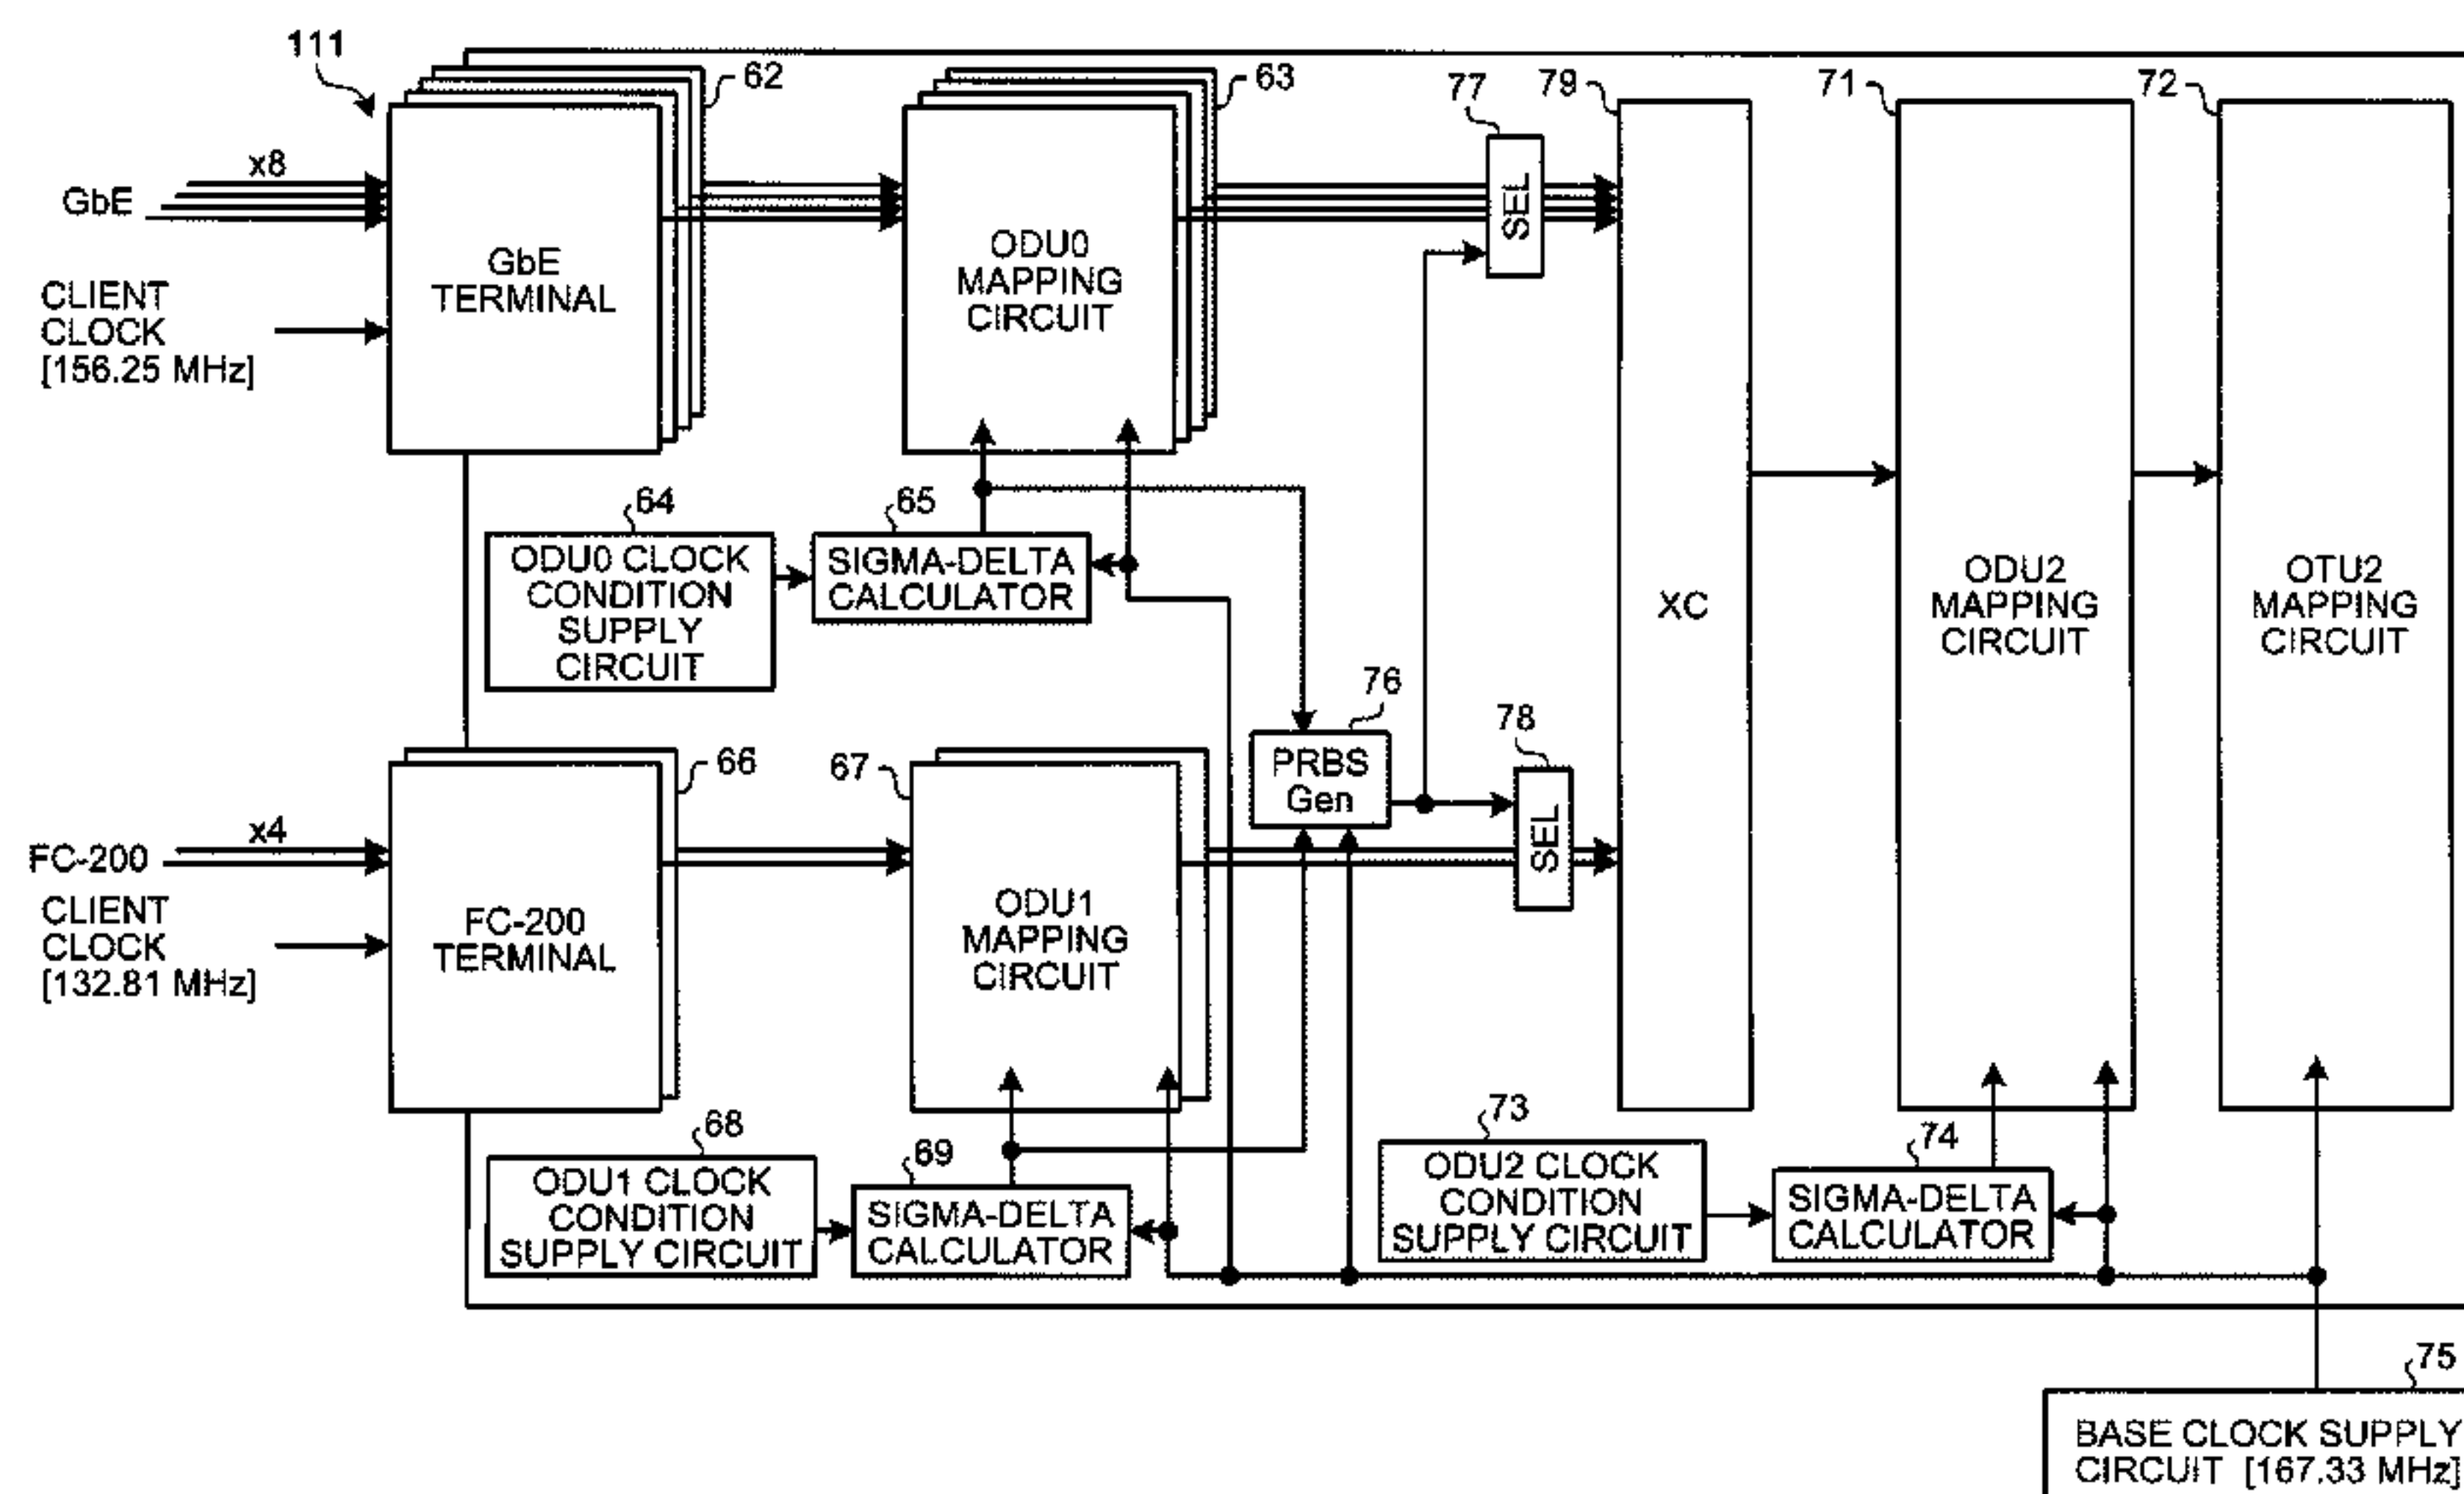 111
62
63
77
79
71
72
x8
GbE
GbE
TERMINAL
ODU0
MAPPING
CIRCUIT
SEL
CLIENT
CLOCK
[156.25 MHz]
64
65
ODU0 CLOCK
CONDITION
SUPPLY
CIRCUIT
SIGMA-DELTA
CALCULATOR
XC
ODU2
MAPPING
CIRCUIT
OTU2
MAPPING
CIRCUIT
66
67
76
78
PRBS
Gen
SEL
x4
FC-200
FC-200
TERMINAL
ODU1
MAPPING
CIRCUIT
CLIENT
CLOCK
[132.81 MHz]
68
69
73
74
ODU1 CLOCK
CONDITION
SUPPLY CIRCUIT
SIGMA-DELTA
CALCULATOR
ODU2 CLOCK
CONDITION
SUPPLY CIRCUIT
SIGMA-DELTA
CALCULATOR
75
BASE CLOCK SUPPLY
CIRCUIT [167.33 MHz]